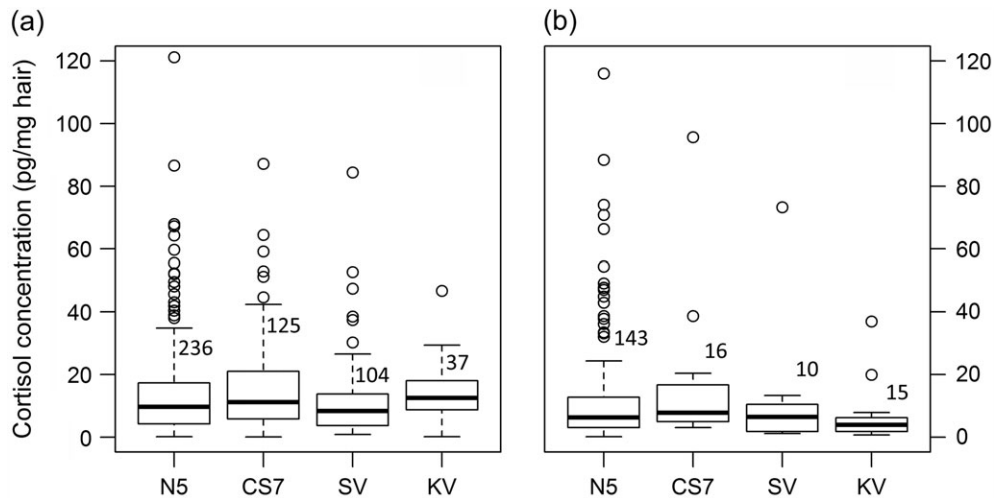 (a) (b)
Cortisol concentration (pg/mg hair)
120 120
100 100
80 80
60 60
40 40
20 20
0 0
236 125 104 37 143 16 10 15
N5 CS7 SV KV N5 CS7 SV KV